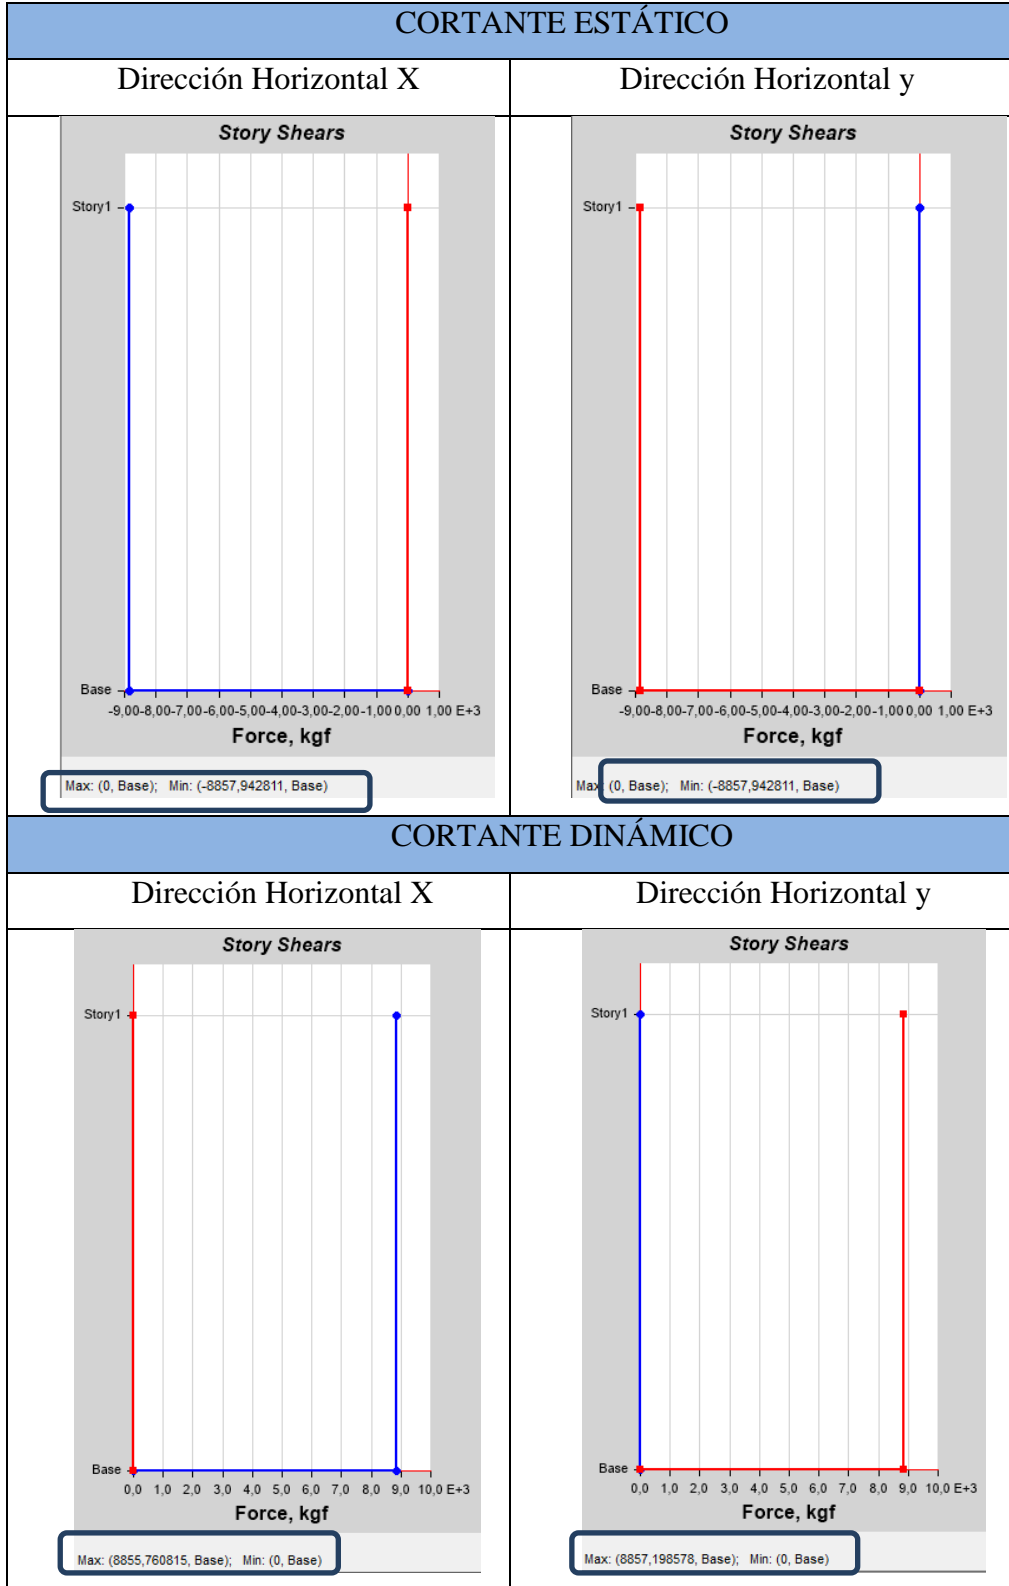 CORTANTE ESTÁTICO
Dirección Horizontal X
Dirección Horizontal y
Story Shears
Story1
Base
-9,00 -8,00 -7,00 -6,00 -5,00 -4,00 -3,00 -2,00 -1,00 0,00 1,00 E+3
Force, kgf
Max: (0, Base); Min: (-8857,942811, Base)
Story Shears
Story1
Base
-9,00 -8,00 -7,00 -6,00 -5,00 -4,00 -3,00 -2,00 -1,00 0,00 1,00 E+3
Force, kgf
Max: (0, Base); Min: (-8857,942811, Base)
CORTANTE DINÁMICO
Dirección Horizontal X
Dirección Horizontal y
Story Shears
Story1
Base
0,0 1,0 2,0 3,0 4,0 5,0 6,0 7,0 8,0 9,0 10,0 E+3
Force, kgf
Max: (8855,760815, Base); Min: (0, Base)
Story Shears
Story1
Base
0,0 1,0 2,0 3,0 4,0 5,0 6,0 7,0 8,0 9,0 10,0 E+3
Force, kgf
Max: (8857,198578, Base); Min: (0, Base)